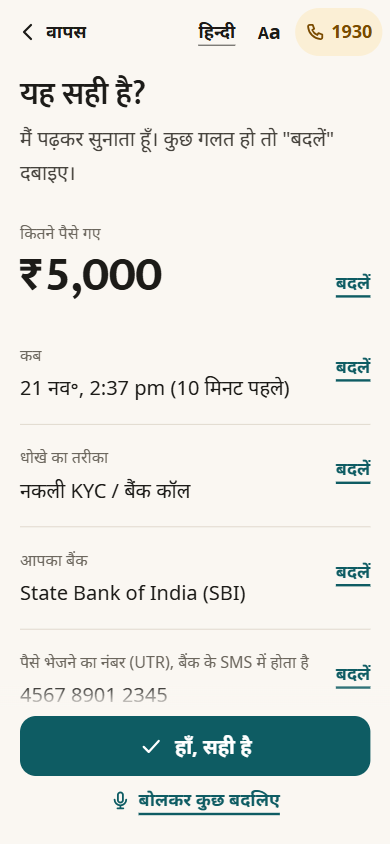 वापस
हिन्दी
Aa
1930
यह सही है?
मैं पढ़कर सुनाता हूँ। कुछ गलत हो तो "बदलें"
दबाइए।
कितने पैसे गए
₹5,000
बदलें
कब
21 नव॰, 2:37 pm (10 मिनट पहले)
बदलें
धोखे का तरीका
नकली KYC / बैंक कॉल
बदलें
आपका बैंक
State Bank of India (SBI)
बदलें
पैसे भेजने का नंबर (UTR), बैंक के SMS में होता है
4567 8901 2345
बदलें
हाँ, सही है
बोलकर कुछ बदलिए